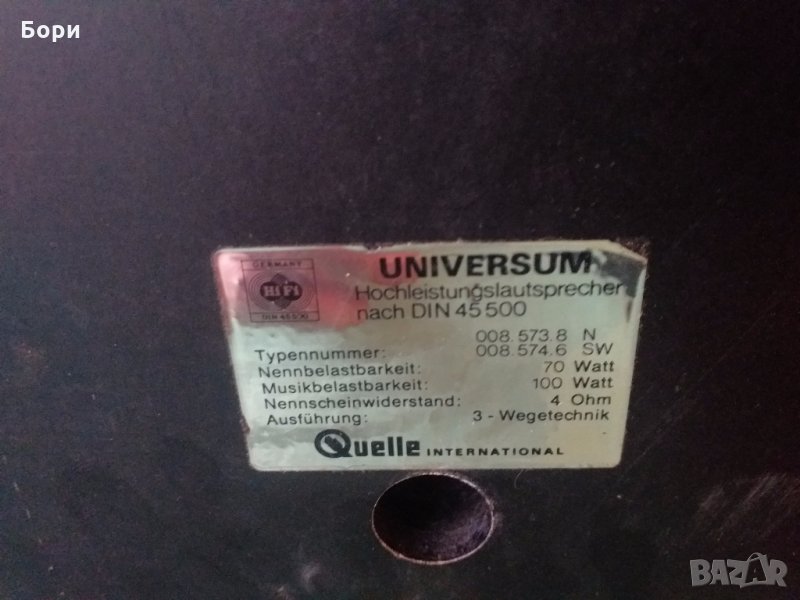 Бори
GERMANY
HiFi
DIN 45500
UNIVERSUM
Hochleistungslautsprecher
nach DIN 45 500
Typennummer: 008.573.8 N
008.574.6 SW
Nennbelastbarkeit: 70 Watt
Musikbelastbarkeit: 100 Watt
Nennscheinwiderstand: 4 Ohm
Ausführung: 3 - Wegetechnik
Quelle INTERNATIONAL
BAZAR